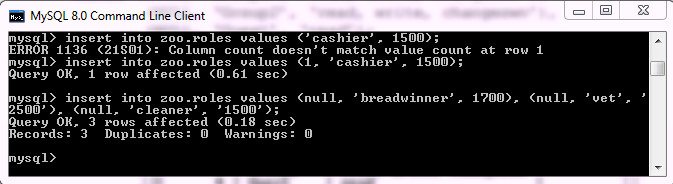 MySQL 8.0 Command Line Client
mysql> insert into zoo.roles values ('cashier', 1500);
ERROR 1136 (21S01): Column count doesn't match value count at row 1
mysql> insert into zoo.roles values (1, 'cashier', 1500);
Query OK, 1 row affected (0.61 sec)
mysql> insert into zoo.roles values (null, 'breadwinner', 1700), (null, 'vet', '
2500'), (null, 'cleaner', '1500');
Query OK, 3 rows affected (0.18 sec)
Records: 3  Duplicates: 0  Warnings: 0
mysql>